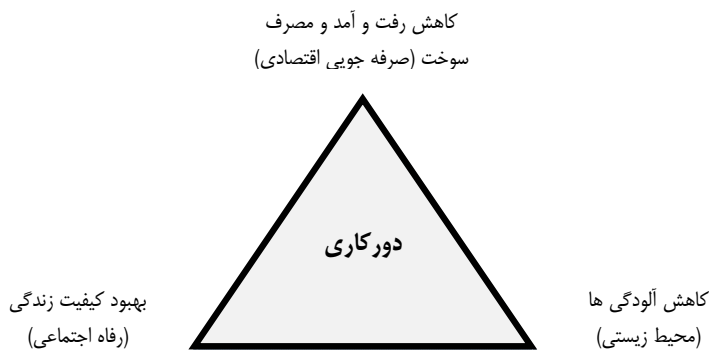 کاهش رفت و آمد و مصرف
سوخت (صرفه جویی اقتصادی)
دورکاری
کاهش آلودگی ها
(محیط زیستی)
بهبود کیفیت زندگی
(رفاه اجتماعی)